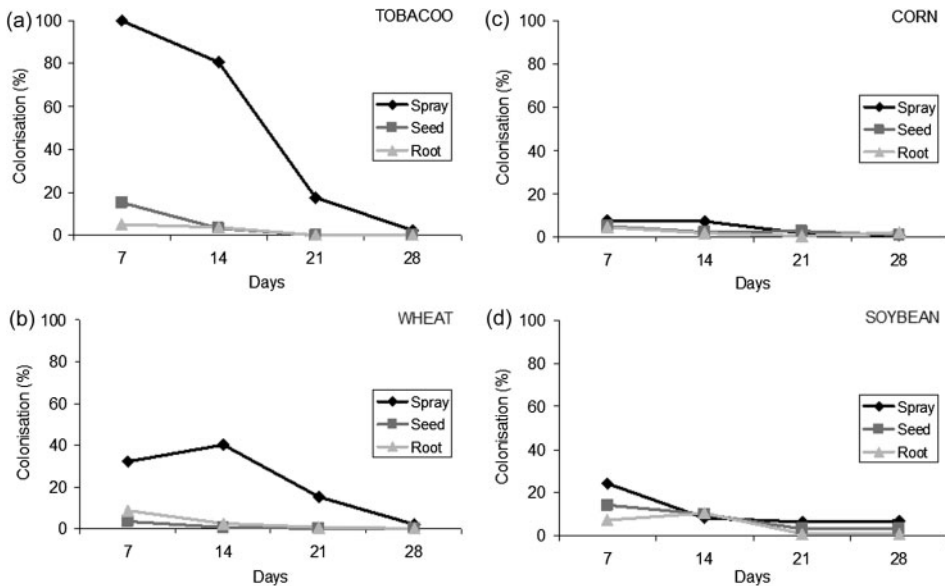 (a)
TOBACOO
100
80
60
40
20
0
Colonisation (%)
7 14 21 28
Days
Spray
Seed
Root
(c)
CORN
100
80
60
40
20
0
Colonisation (%)
7 14 21 28
Days
Spray
Seed
Root
(b)
WHEAT
100
80
60
40
20
0
Colonisation (%)
7 14 21 28
Days
Spray
Seed
Root
(d)
SOYBEAN
100
80
60
40
20
0
Colonisation (%)
7 14 21 28
Days
Spray
Seed
Root